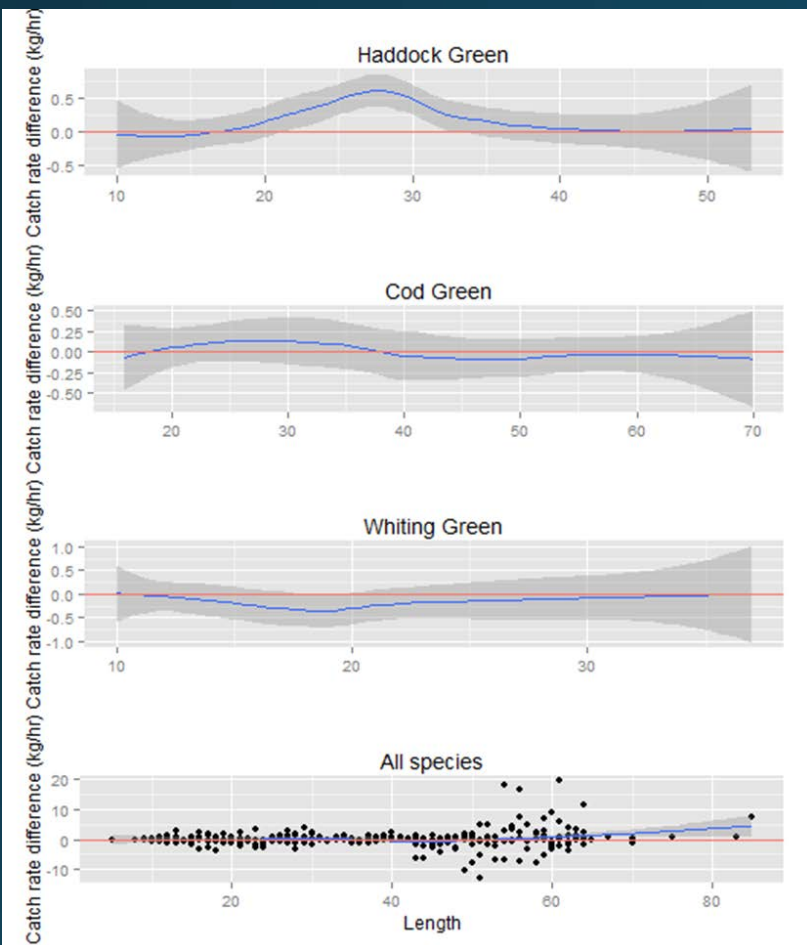 Haddock Green
Catch rate difference (kg/hr)
0.5
0.0
-0.5
10 20 30 40 50
Cod Green
Catch rate difference (kg/hr)
0.50
0.25
0.00
-0.25
-0.50
20 30 40 50 60 70
Whiting Green
Catch rate difference (kg/hr)
1.0
0.5
0.0
-0.5
-1.0
10 20 30
All species
Catch rate difference (kg/hr)
20
10
0
-10
20 40 60 80
Length